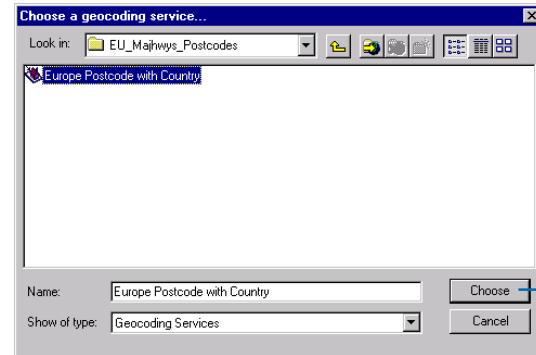 Choose a geocoding service...
Look in: EU_Majhwys_Postcodes
Europe Postcode with Country
Name: Europe Postcode with Country Choose
Show of type: Geocoding Services Cancel